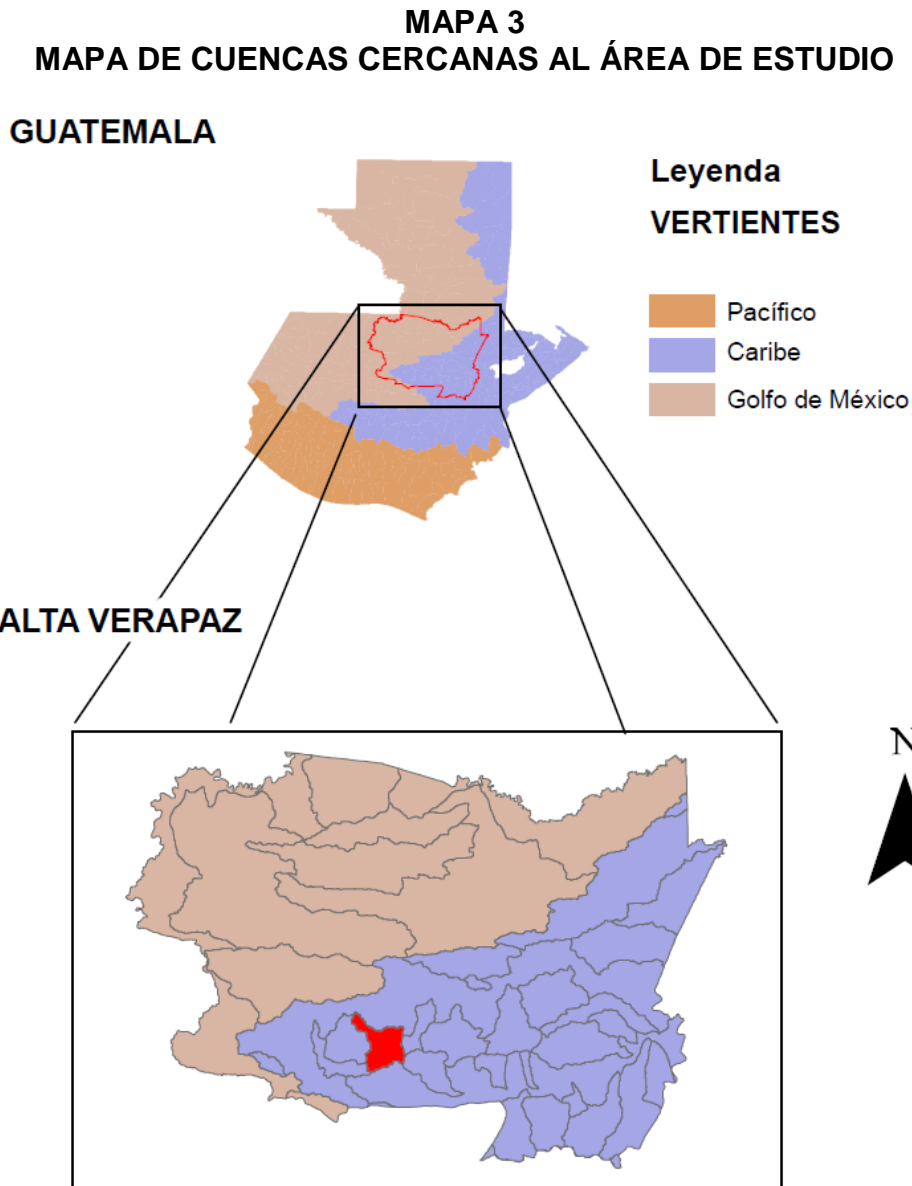 MAPA 3
MAPA DE CUENCAS CERCANAS AL ÁREA DE ESTUDIO
GUATEMALA
Leyenda
VERTIENTES
Pacífico
Caribe
Golfo de México
ALTA VERAPAZ
N